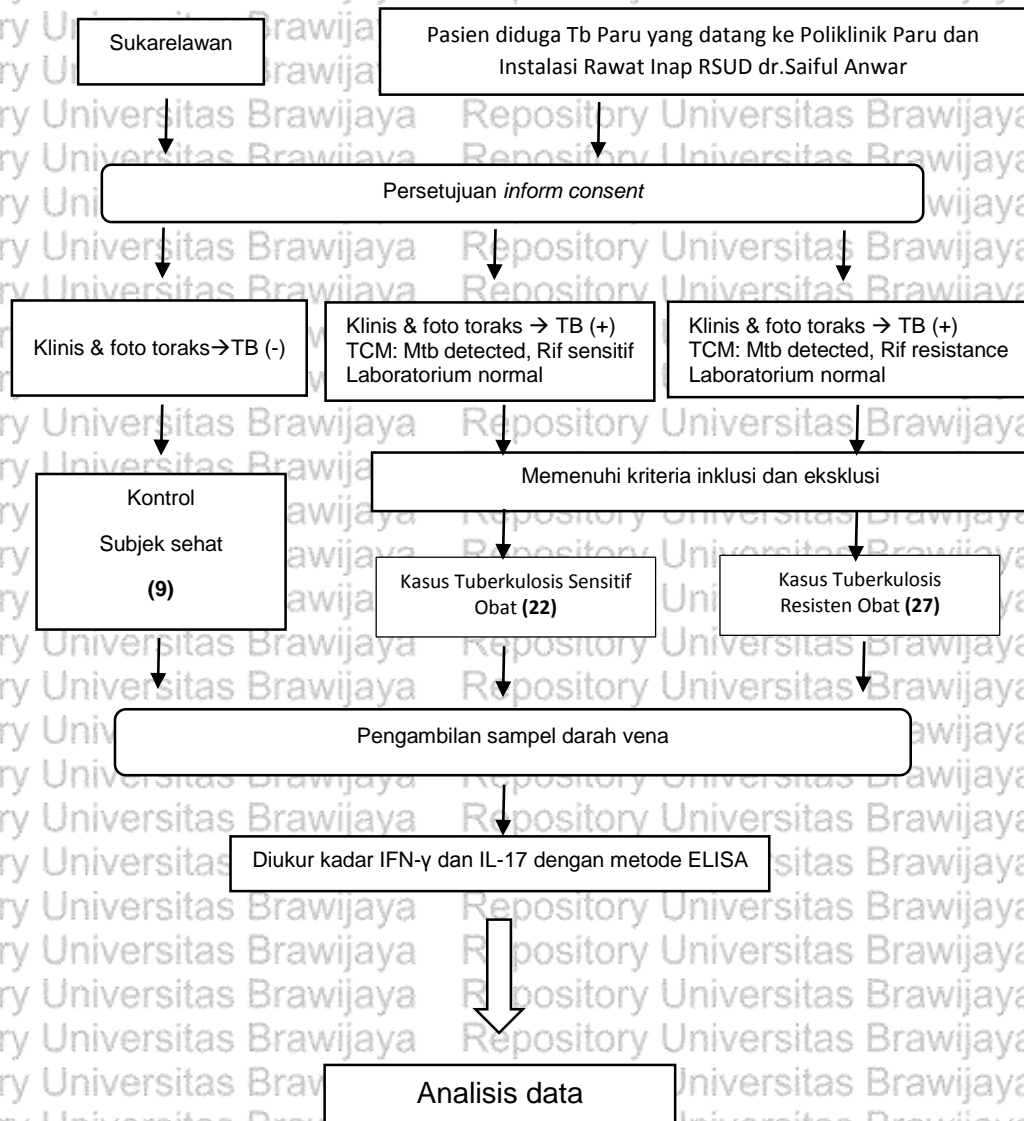 Sukarelawan
Pasien diduga Tb Paru yang datang ke Poliklinik Paru dan
Instalasi Rawat Inap RSUD dr.Saiful Anwar
Persetujuan inform consent
Klinis & foto toraks→TB (-)
Klinis & foto toraks → TB (+)
TCM: Mtb detected, Rif sensitif
Laboratorium normal
Klinis & foto toraks → TB (+)
TCM: Mtb detected, Rif resistance
Laboratorium normal
Memenuhi kriteria inklusi dan eksklusi
Kontrol
Subjek sehat
(9)
Kasus Tuberkulosis Sensitif
Obat (22)
Kasus Tuberkulosis
Resisten Obat (27)
Pengambilan sampel darah vena
Diukur kadar IFN-γ dan IL-17 dengan metode ELISA
Analisis data
Repository Universitas Brawijaya